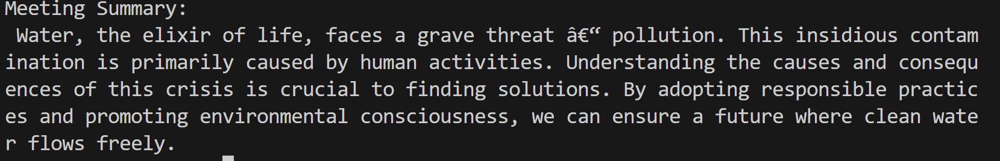 Meeting Summary:
 Water, the elixir of life, faces a grave threat â€“ pollution. This insidious contam
ination is primarily caused by human activities. Understanding the causes and consequ
ences of this crisis is crucial to finding solutions. By adopting responsible practic
es and promoting environmental consciousness, we can ensure a future where clean wate
r flows freely.